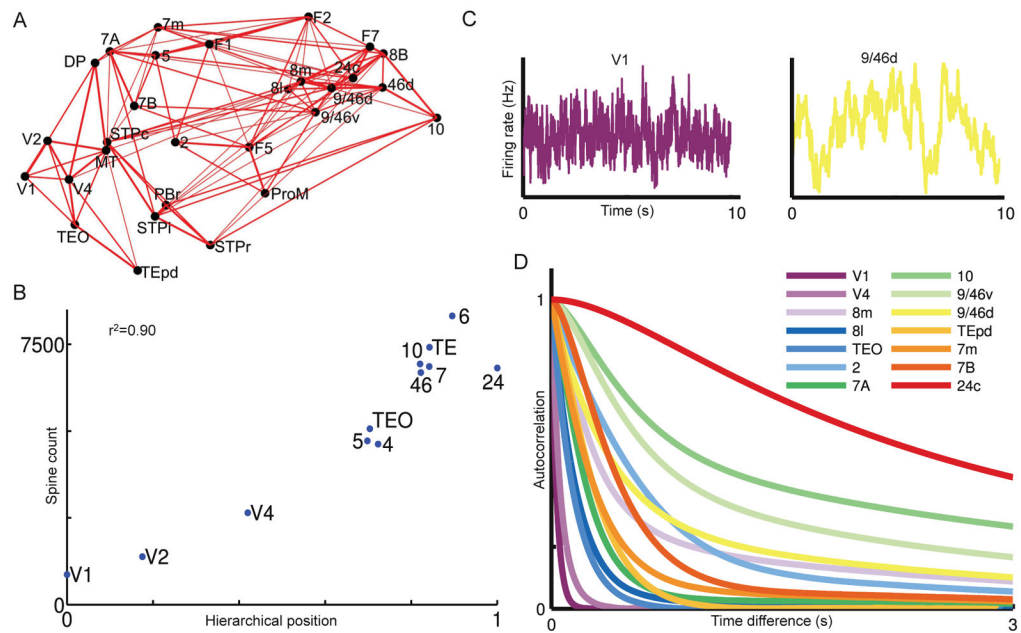 A
7m
F2
7A
F1
F7
DP
5
8B
8m
24c
8l
9/46d
46d
7B
9/46v
10
V2
STPc
2
F5
MT
V1
V4
PBr
ProM
STPi
TEO
STPr
TEpd
B
r²=0.90
7500
6
10
TE
46
7
24
TEO
5
4
V4
V2
V1
Spine count
0
0
Hierarchical position
1
C
V1
9/46d
Firing rate (Hz)
0
Time (s)
10
0
10
D
V1
10
V4
9/46v
8m
9/46d
8l
TEpd
TEO
7m
2
7B
7A
24c
1
Autocorrelation
0
0
Time difference (s)
3